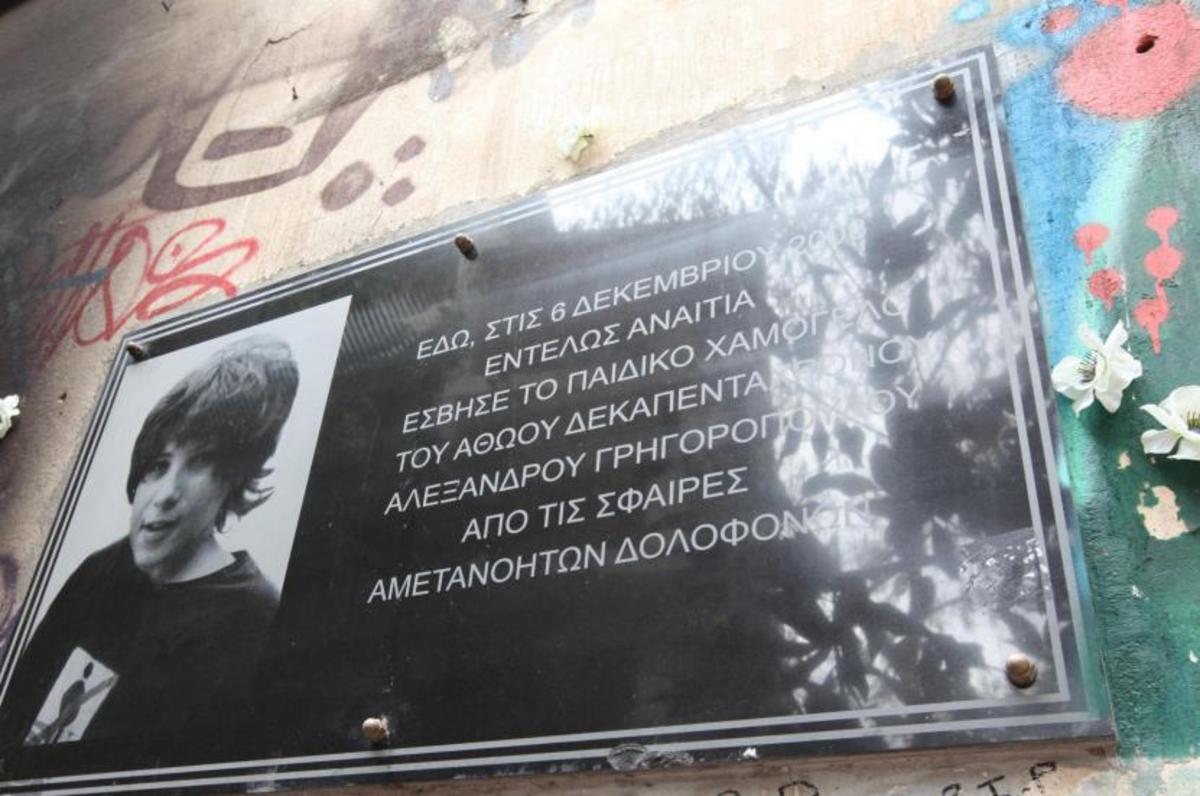 ΕΔΩ, ΣΤΙΣ 6 ΔΕΚΕΜΒΡΙΟΥ
ΕΝΤΕΛΩΣ ΑΝΑΙΤΙΑ
ΕΣΒΗΣΕ ΤΟ ΠΑΙΔΙΚΟ ΧΑΜΟΓΕΛΟ
ΤΟΥ ΑΘΩΟΥ ΔΕΚΑΠΕΝΤΑΧΡΟΝΟΥ
ΑΛΕΞΑΝΔΡΟΥ ΓΡΗΓΟΡΟΠΟΥΛΟΥ
ΑΠΟ ΤΙΣ ΣΦΑΙΡΕΣ
ΑΜΕΤΑΝΟΗΤΩΝ ΔΟΛΟΦΟΝΩΝ
R.I.P